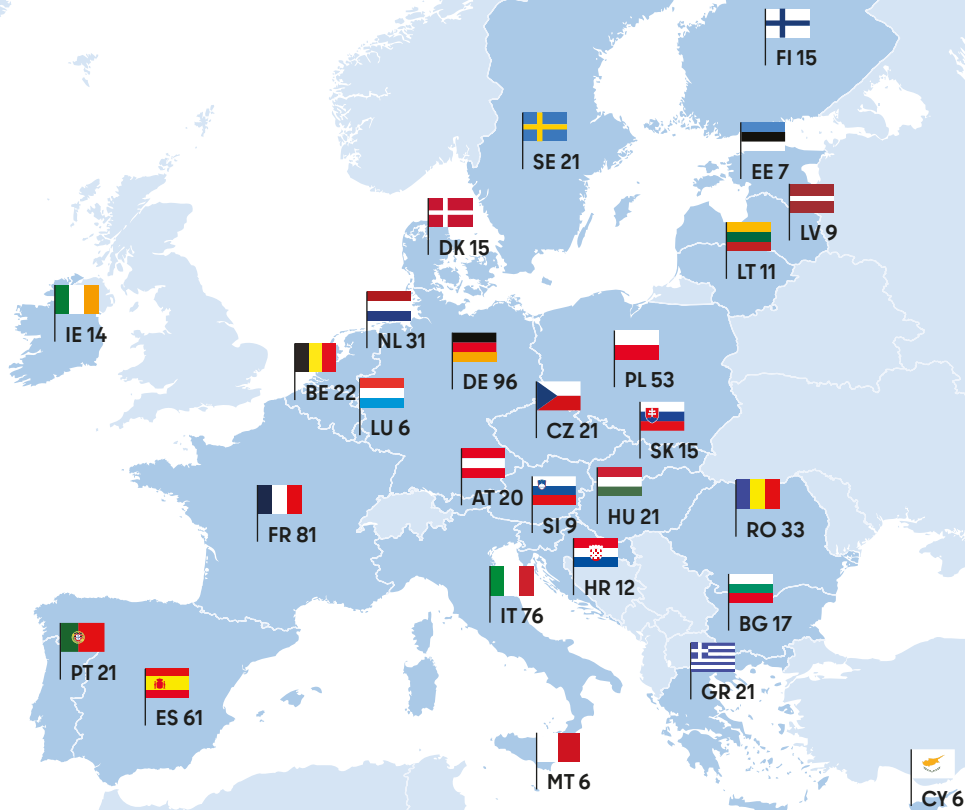 FI 15
SE 21
EE 7
LV 9
DK 15
LT 11
IE 14
NL 31
DE 96
PL 53
BE 22
LU 6
CZ 21
SK 15
AT 20
SI 9
HU 21
RO 33
FR 81
HR 12
IT 76
BG 17
PT 21
GR 21
ES 61
MT 6
CY 6